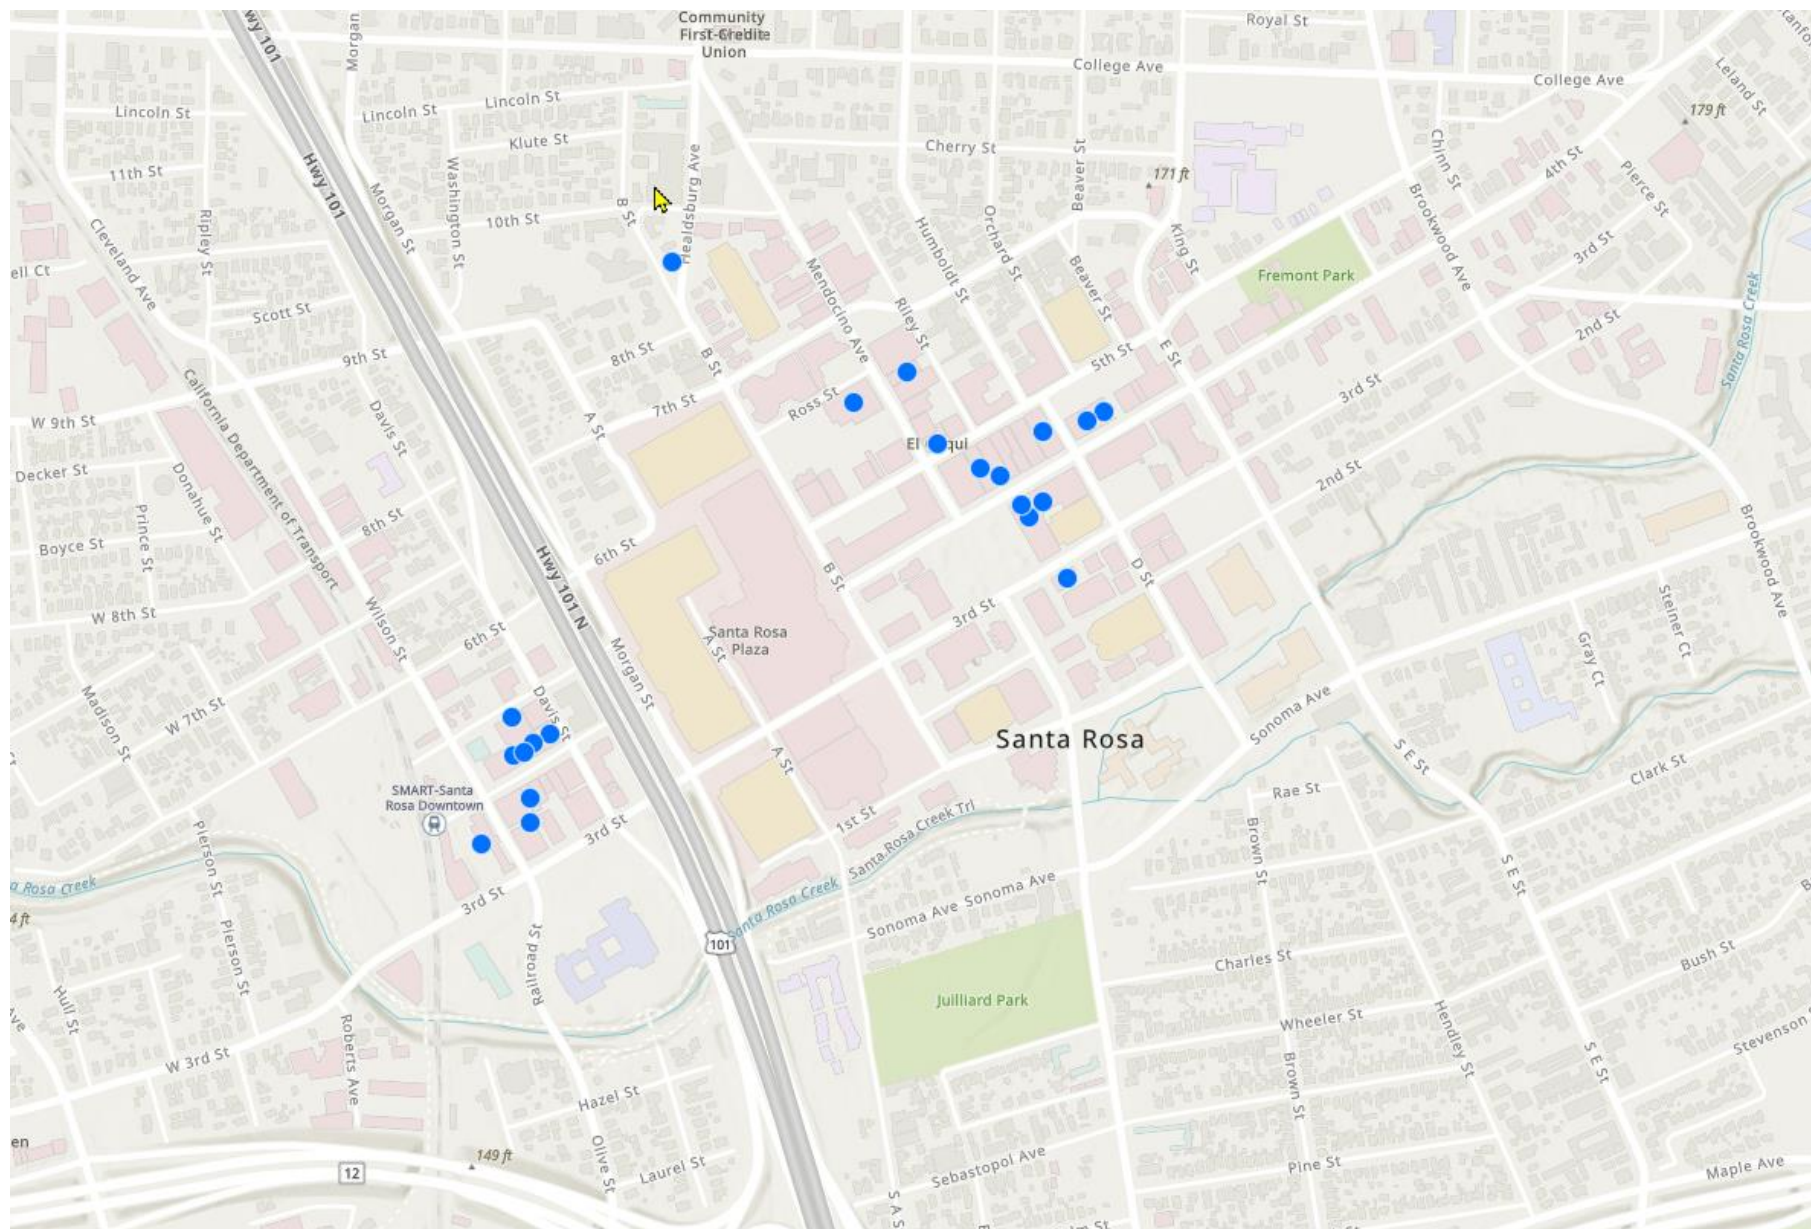 Hwy 101
Morgan
Community
First Credit
Union
Royal St
College Ave
College Ave
Leland St
179 ft
Lincoln St
Lincoln St
Lincoln St
Klute St
Healdsburg Ave
Cherry St
Beaver St
171 ft
Chinn St
4th St
Pierce St
11th St
Hwy 101
Morgan St
Washington St
B St
10th St
Ripley St
Cleveland Ave
ell Ct
Orchard St
Humboldt St
King St
Brookwood Ave
3rd St
Fremont Park
Mendocino Ave
Riley St
Beaver St
Scott St
2nd St
Santa Rosa Creek
9th St
8th St
B St
5th St
E St
California Department of Transport
7th St
Ross St
3rd St
W 9th St
Davis St
A St
El
qui
Decker St
Donahue St
2nd St
Prince St
8th St
Brookwood Ave
Boyce St
6th St
Hwy 101 N
B St
D St
W 8th St
Wilson St
6th St
3rd St
Steiner Ct
Santa Rosa
Plaza
A St
Morgan St
Gray Ct
Madison St
W 7th St
Davis St
Sonoma Ave
Santa Rosa
S E St
A St
Clark St
SMART-Santa
Rosa Downtown
Rae St
1st St
Santa Rosa Creek Trl
3rd St
Brown St
Pierson St
a Rosa Creek
Santa Rosa Creek
Sonoma Ave
Sonoma Ave
S E St
3rd St
4 ft
Pierson St
Railroad St
101
Charles St
Bush St
Juilliard Park
Hull St
Ave
Roberts Ave
W 3rd St
Wheeler St
Hendley St
Stevenson
S E St
Brown St
Hazel St
en
149 ft
12
Olive St
Laurel St
Sebastopol Ave
Pine St
Maple Ave
S A S